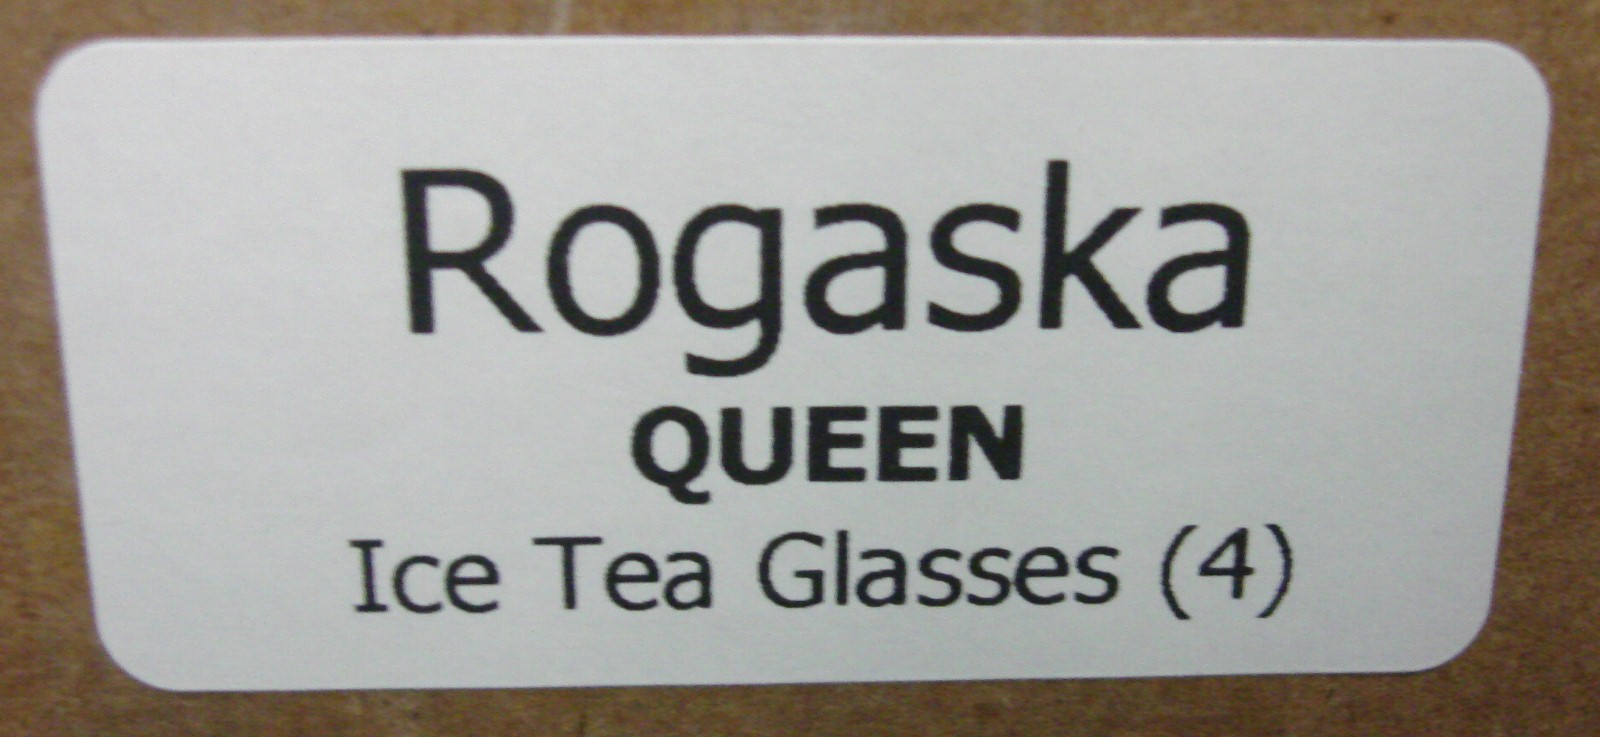 Rogaska
QUEEN
Ice Tea Glasses (4)